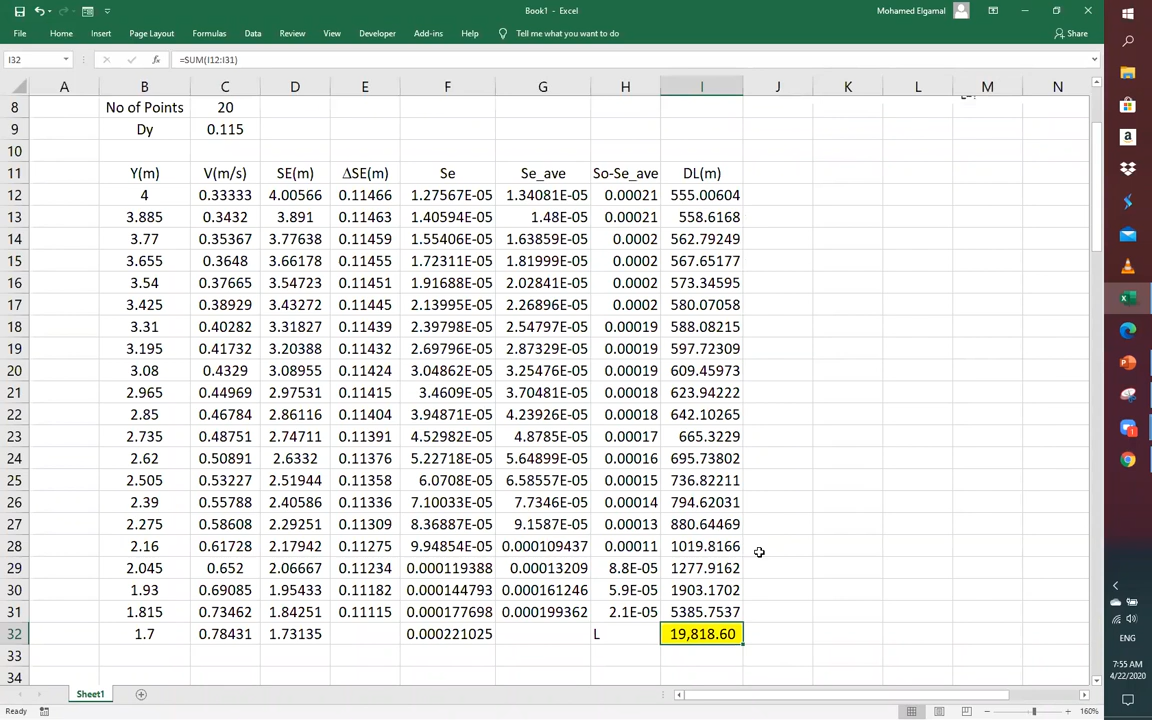 Book1 - Excel
Mohamed Elgamal
File Home Insert Page Layout Formulas Data Review View Developer Add-ins Help Tell me what you want to do Share
I32 fx =SUM(I12:I31)
A B C D E F G H I J K L M N
8 No of Points 20
9 Dy 0.115
10
11 Y(m) V(m/s) SE(m) ΔSE(m) Se Se_ave So-Se_ave DL(m)
12 4 0.33333 4.00566 0.11466 1.27567E-05 1.34081E-05 0.00021 555.00604
13 3.885 0.3432 3.891 0.11463 1.40594E-05 1.48E-05 0.00021 558.6168
14 3.77 0.35367 3.77638 0.11459 1.55406E-05 1.63859E-05 0.0002 562.79249
15 3.655 0.3648 3.66178 0.11455 1.72311E-05 1.81999E-05 0.0002 567.65177
16 3.54 0.37665 3.54723 0.11451 1.91688E-05 2.02841E-05 0.0002 573.34595
17 3.425 0.38929 3.43272 0.11445 2.13995E-05 2.26896E-05 0.0002 580.07058
18 3.31 0.40282 3.31827 0.11439 2.39798E-05 2.54797E-05 0.00019 588.08215
19 3.195 0.41732 3.20388 0.11432 2.69796E-05 2.87329E-05 0.00019 597.72309
20 3.08 0.4329 3.08955 0.11424 3.04862E-05 3.25476E-05 0.00019 609.45973
21 2.965 0.44969 2.97531 0.11415 3.4609E-05 3.70481E-05 0.00018 623.94222
22 2.85 0.46784 2.86116 0.11404 3.94871E-05 4.23926E-05 0.00018 642.10265
23 2.735 0.48751 2.74711 0.11391 4.52982E-05 4.8785E-05 0.00017 665.3229
24 2.62 0.50891 2.6332 0.11376 5.22718E-05 5.64899E-05 0.00016 695.73802
25 2.505 0.53227 2.51944 0.11358 6.0708E-05 6.58557E-05 0.00015 736.82211
26 2.39 0.55788 2.40586 0.11336 7.10033E-05 7.7346E-05 0.00014 794.62031
27 2.275 0.58608 2.29251 0.11309 8.36887E-05 9.1587E-05 0.00013 880.64469
28 2.16 0.61728 2.17942 0.11275 9.94854E-05 0.000109437 0.00011 1019.8166
29 2.045 0.652 2.06667 0.11234 0.000119388 0.00013209 8.8E-05 1277.9162
30 1.93 0.69085 1.95433 0.11182 0.000144793 0.000161246 5.9E-05 1903.1702
31 1.815 0.73462 1.84251 0.11115 0.000177698 0.000199362 2.1E-05 5385.7537
32 1.7 0.78431 1.73135 0.000221025 L 19,818.60
33
34
Sheet1
Ready 160%
ENG
7:55 AM
4/22/2020